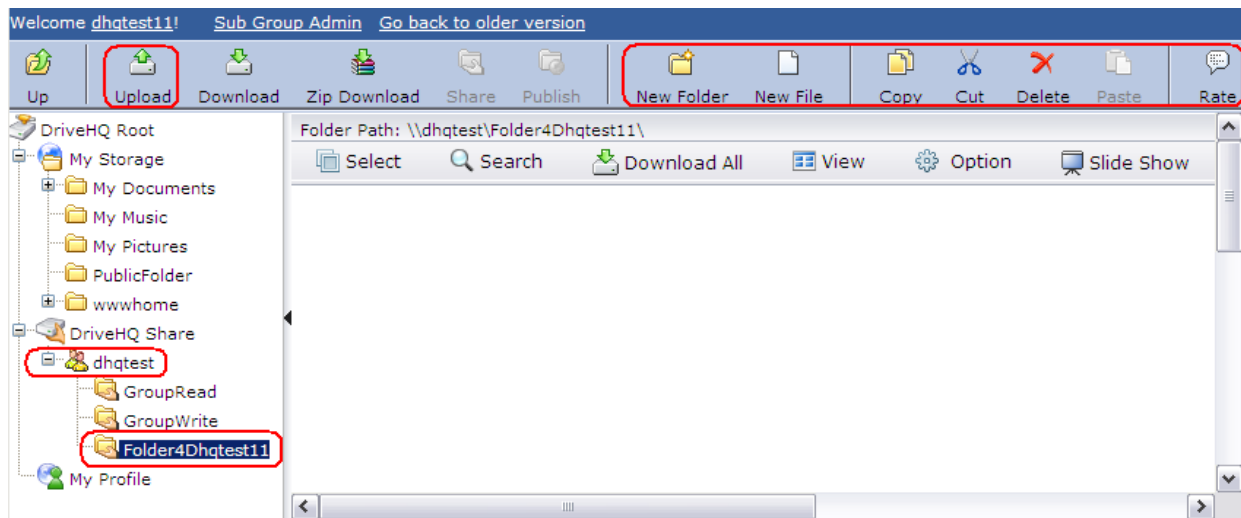 Welcome dhqtest11! Sub Group Admin Go back to older version
Up Upload Download Zip Download Share Publish New Folder New File Copy Cut Delete Paste Rate
DriveHQ Root
My Storage
My Documents
My Music
My Pictures
PublicFolder
wwwhome
DriveHQ Share
dhqtest
GroupRead
GroupWrite
Folder4Dhqtest11
My Profile
Folder Path: \\dhqtest\Folder4Dhqtest11\
Select Search Download All View Option Slide Show